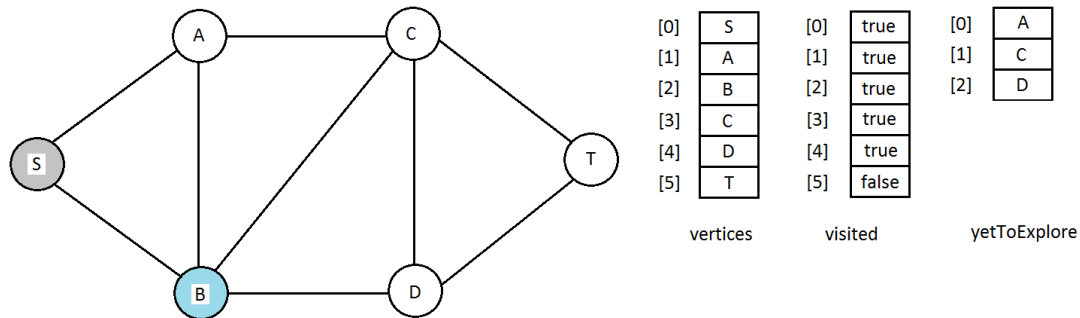 A
C
S
T
B
D
[0] S
[1] A
[2] B
[3] C
[4] D
[5] T
vertices
[0] true
[1] true
[2] true
[3] true
[4] true
[5] false
visited
[0] A
[1] C
[2] D
yetToExplore